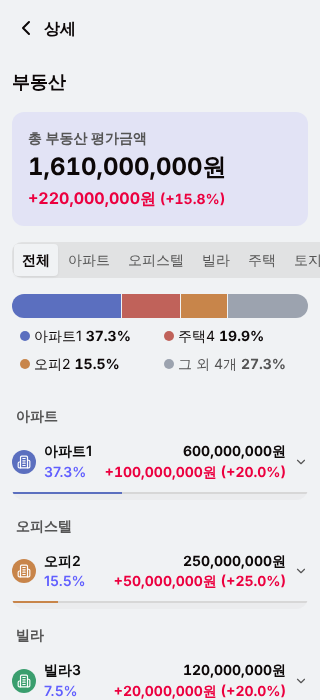 상세
부동산
총 부동산 평가금액
1,610,000,000원
+220,000,000원 (+15.8%)
전체 아파트 오피스텔 빌라 주택 토지
아파트1 37.3% 주택4 19.9%
오피2 15.5% 그 외 4개 27.3%
아파트
아파트1 600,000,000원
37.3% +100,000,000원 (+20.0%)
오피스텔
오피2 250,000,000원
15.5% +50,000,000원 (+25.0%)
빌라
빌라3 120,000,000원
7.5% +20,000,000원 (+20.0%)